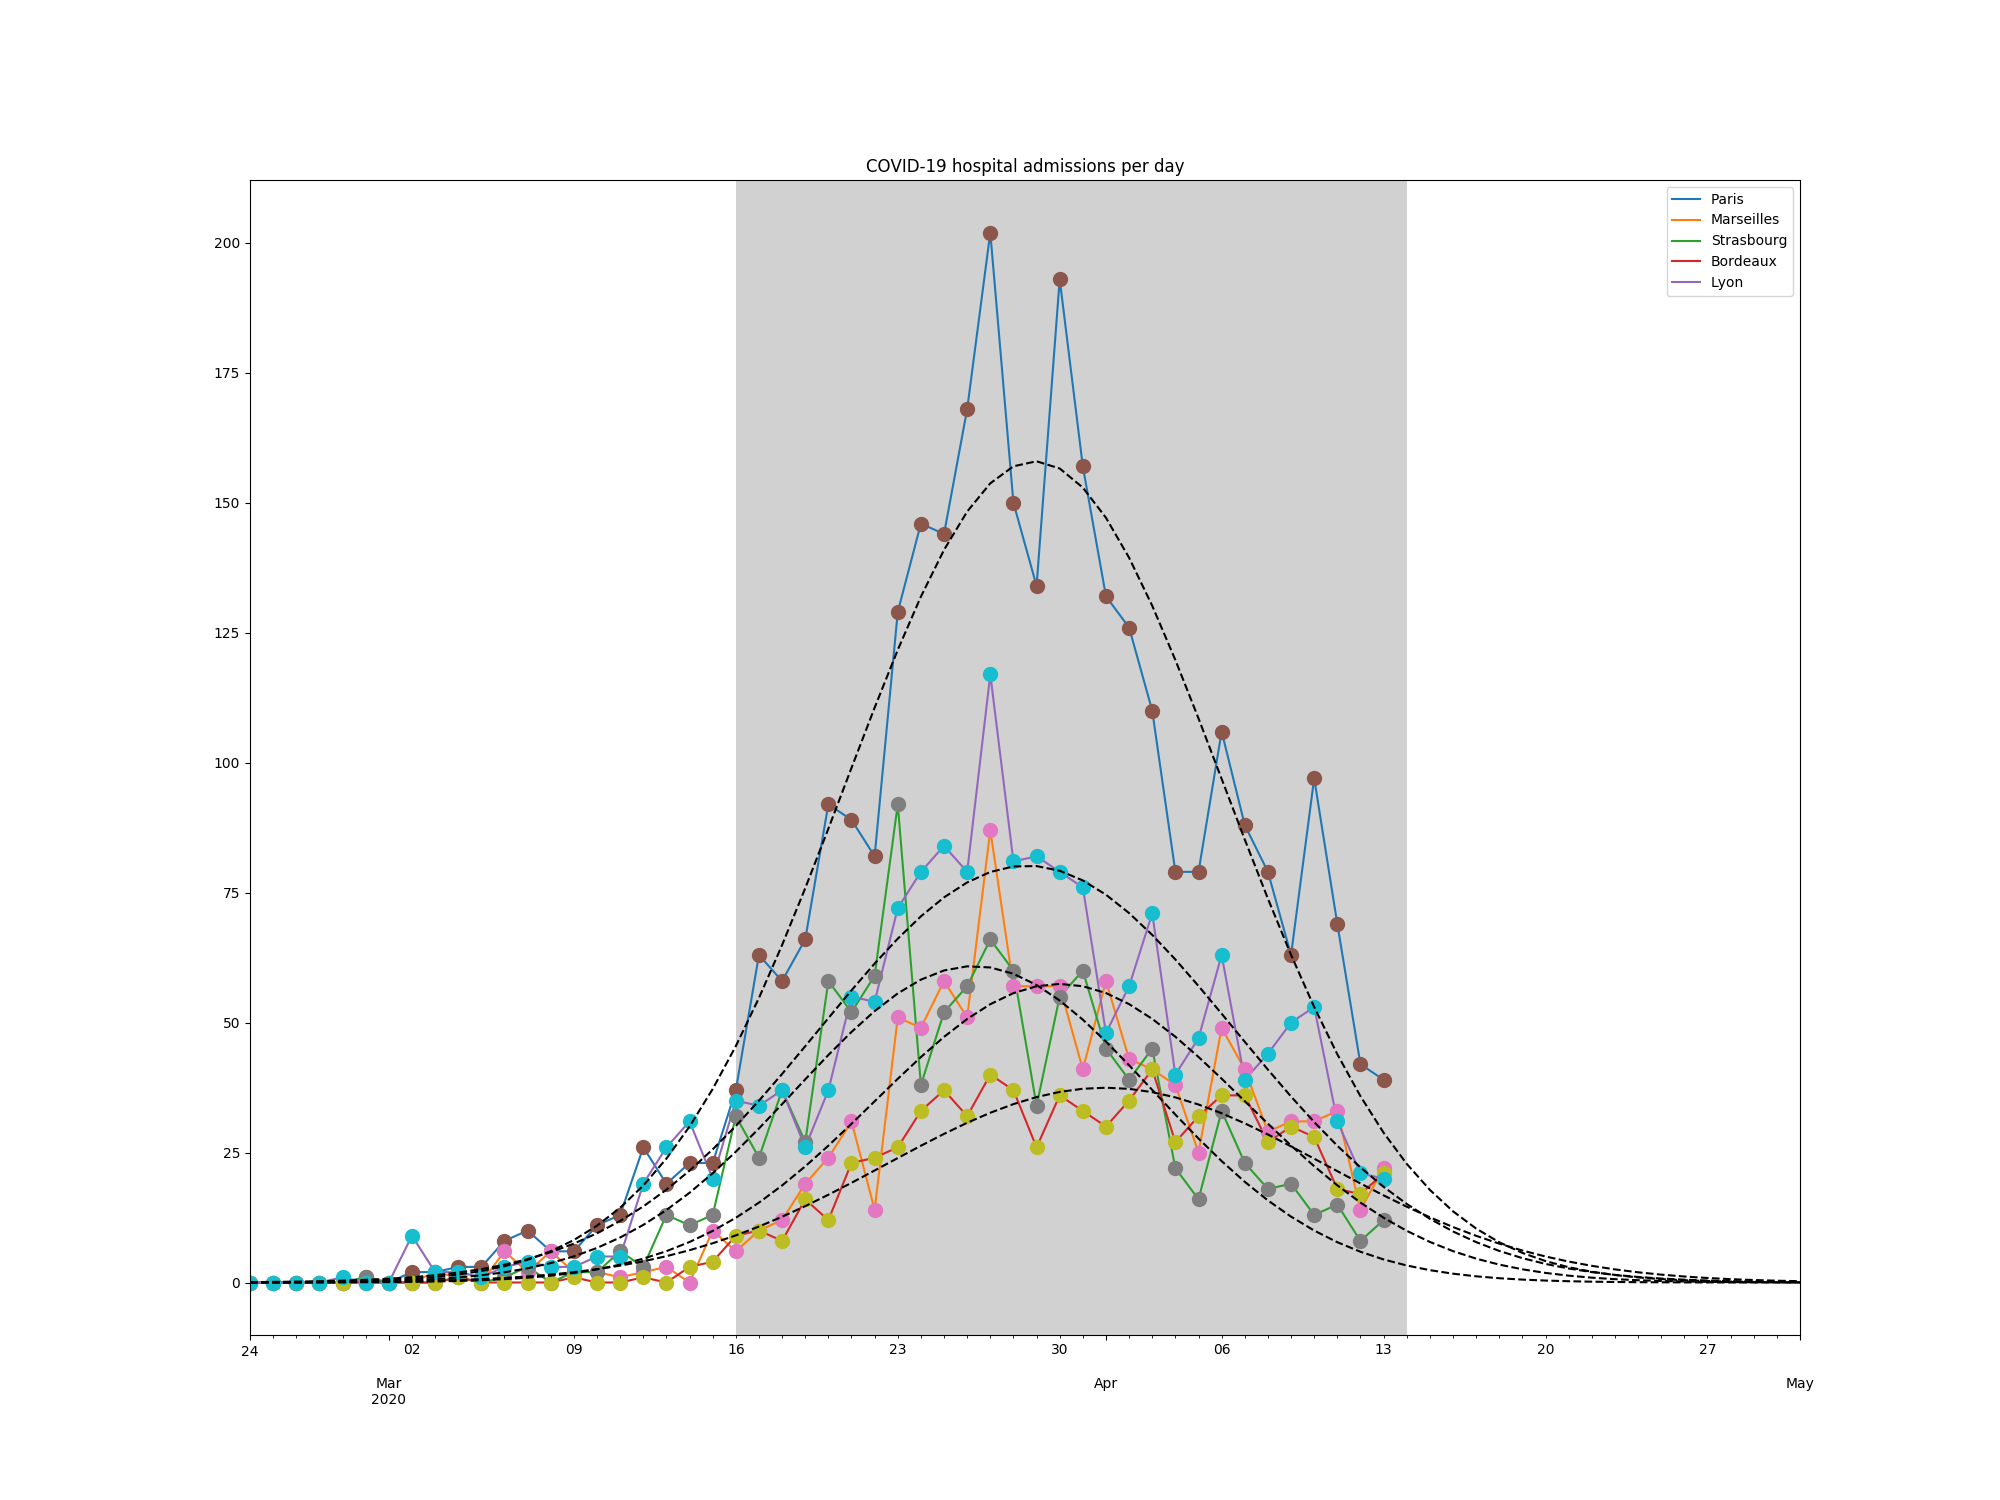 COVID-19 hospital admissions per day
Paris
Marseilles
Strasbourg
Bordeaux
Lyon
200
175
150
125
100
75
50
25
0
24 02 09 16 23 30 06 13 20 27
Mar Apr May
2020